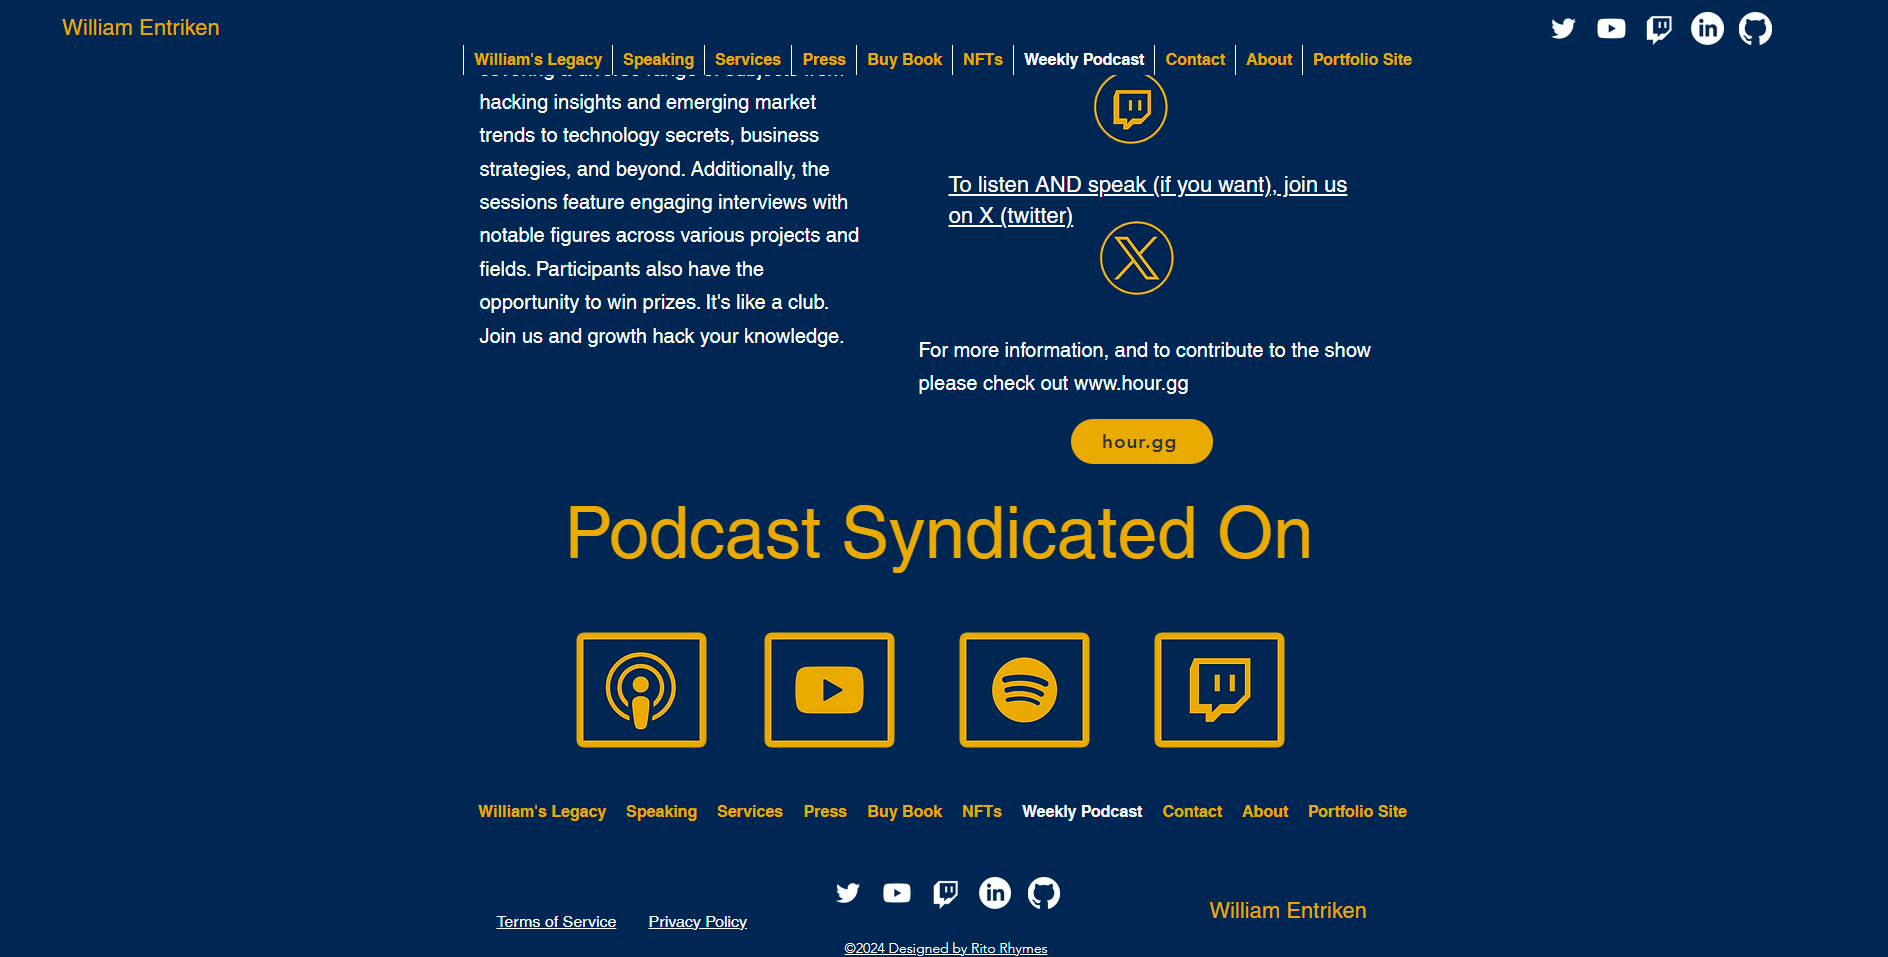 William Entriken
William's Legacy
Speaking
Services
Press
Buy Book
NFTs
Weekly Podcast
Contact
About
Portfolio Site
hacking insights and emerging market
trends to technology secrets, business
strategies, and beyond. Additionally, the
sessions feature engaging interviews with
notable figures across various projects and
fields. Participants also have the
opportunity to win prizes. It's like a club.
Join us and growth hack your knowledge.
To listen AND speak (if you want), join us
on X (twitter)
For more information, and to contribute to the show
please check out www.hour.gg
hour.gg
Podcast Syndicated On
William's Legacy
Speaking
Services
Press
Buy Book
NFTs
Weekly Podcast
Contact
About
Portfolio Site
Terms of Service
Privacy Policy
William Entriken
©2024 Designed by Rito Rhymes